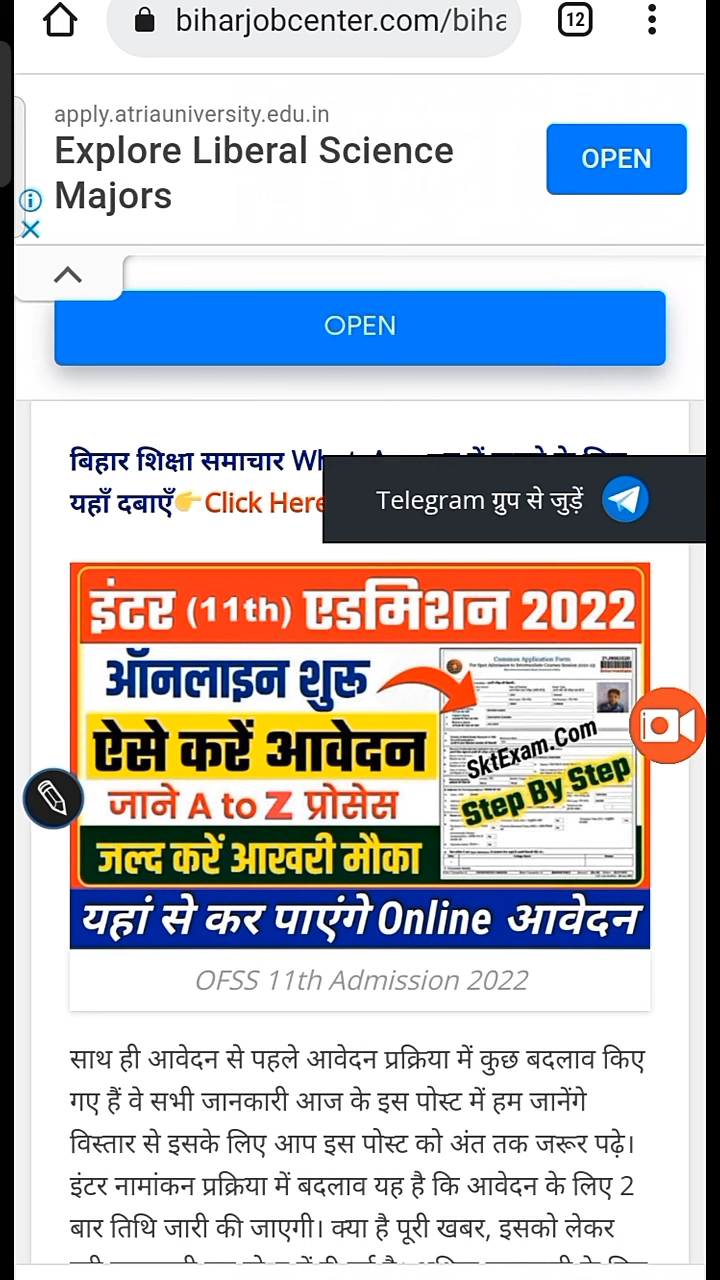 biharjobcenter.com/biha
12
apply.atriauniversity.edu.in
Explore Liberal Science
Majors
OPEN
OPEN
बिहार शिक्षा समाचार
यहाँ दबाएँ👉Click Here
Telegram ग्रुप से जुड़ें
इंटर (11th) एडमिशन 2022
ऑनलाइन शुरू
ऐसे करें आवेदन
जाने A to Z प्रोसेस
जल्द करें आखरी मौका
Common Application Form
SktExam.Com
Step By Step
यहां से कर पाएंगे Online आवेदन
OFSS 11th Admission 2022
साथ ही आवेदन से पहले आवेदन प्रक्रिया में कुछ बदलाव किए
गए हैं वे सभी जानकारी आज के इस पोस्ट में हम जानेंगे
विस्तार से इसके लिए आप इस पोस्ट को अंत तक जरूर पढ़े।
इंटर नामांकन प्रक्रिया में बदलाव यह है कि आवेदन के लिए 2
बार तिथि जारी की जाएगी। क्या है पूरी खबर, इसको लेकर